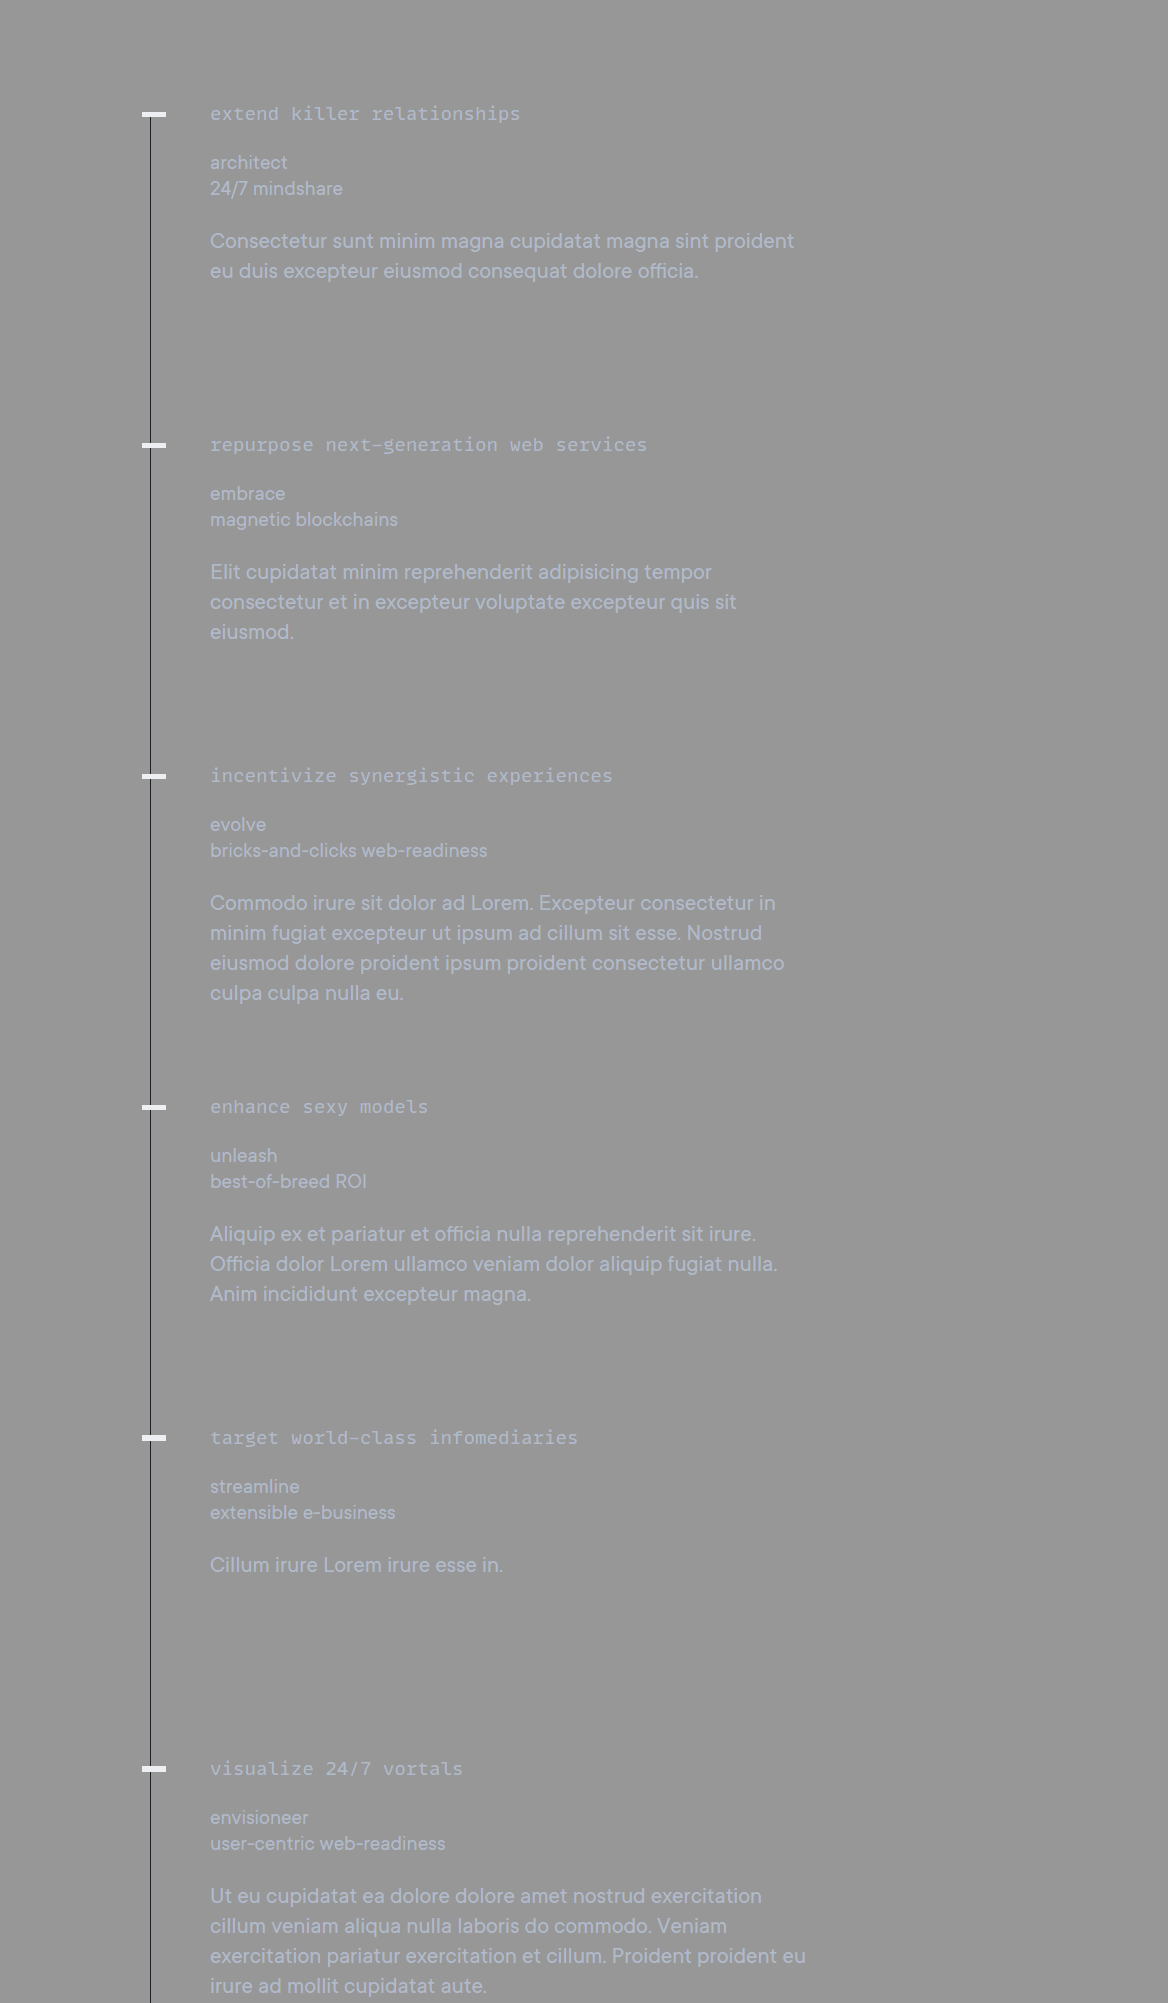 extend killer relationships
architect
24/7 mindshare
Consectetur sunt minim magna cupidatat magna sint proident
eu duis excepteur eiusmod consequat dolore officia.
repurpose next-generation web services
embrace
magnetic blockchains
Elit cupidatat minim reprehenderit adipisicing tempor
consectetur et in excepteur voluptate excepteur quis sit
eiusmod.
incentivize synergistic experiences
evolve
bricks-and-clicks web-readiness
Commodo irure sit dolor ad Lorem. Excepteur consectetur in
minim fugiat excepteur ut ipsum ad cillum sit esse. Nostrud
eiusmod dolore proident ipsum proident consectetur ullamco
culpa culpa nulla eu.
enhance sexy models
unleash
best-of-breed ROI
Aliquip ex et pariatur et officia nulla reprehenderit sit irure.
Officia dolor Lorem ullamco veniam dolor aliquip fugiat nulla.
Anim incididunt excepteur magna.
target world-class infomediaries
streamline
extensible e-business
Cillum irure Lorem irure esse in.
visualize 24/7 vortals
envisioneer
user-centric web-readiness
Ut eu cupidatat ea dolore dolore amet nostrud exercitation
cillum veniam aliqua nulla laboris do commodo. Veniam
exercitation pariatur exercitation et cillum. Proident proident eu
irure ad mollit cupidatat aute.